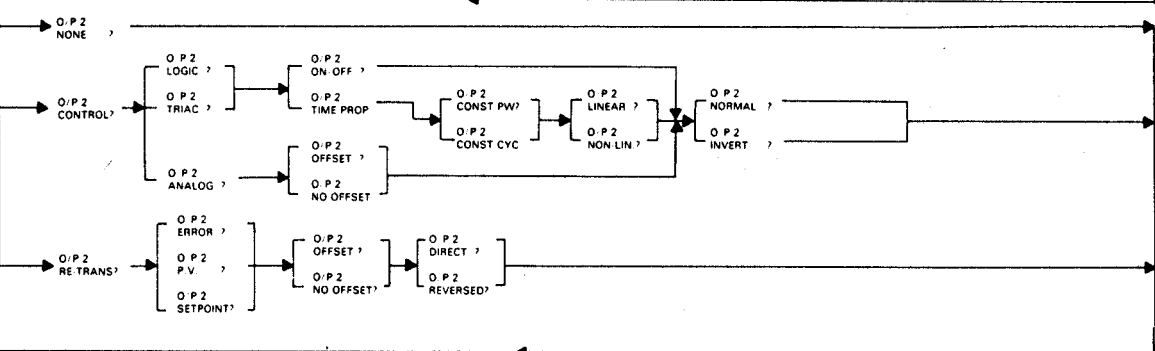 O/P 2
NONE ?
O/P 2
CONTROL?
O P 2
LOGIC ?
O P 2
TRIAC ?
O P 2
ANALOG ?
O/P 2
ON-OFF ?
O/P 2
TIME PROP
O/P 2
OFFSET ?
O/P 2
NO OFFSET
O P 2
CONST PW?
O/P 2
CONST CYC
O P 2
LINEAR ?
O/P 2
NON-LIN.?
O P 2
NORMAL ?
O P 2
INVERT ?
O/P 2
RE-TRANS?
O P 2
ERROR ?
O P 2
P.V. ?
O/P 2
SETPOINT?
O/P 2
OFFSET ?
O/P 2
NO OFFSET?
O P 2
DIRECT ?
O P 2
REVERSED?